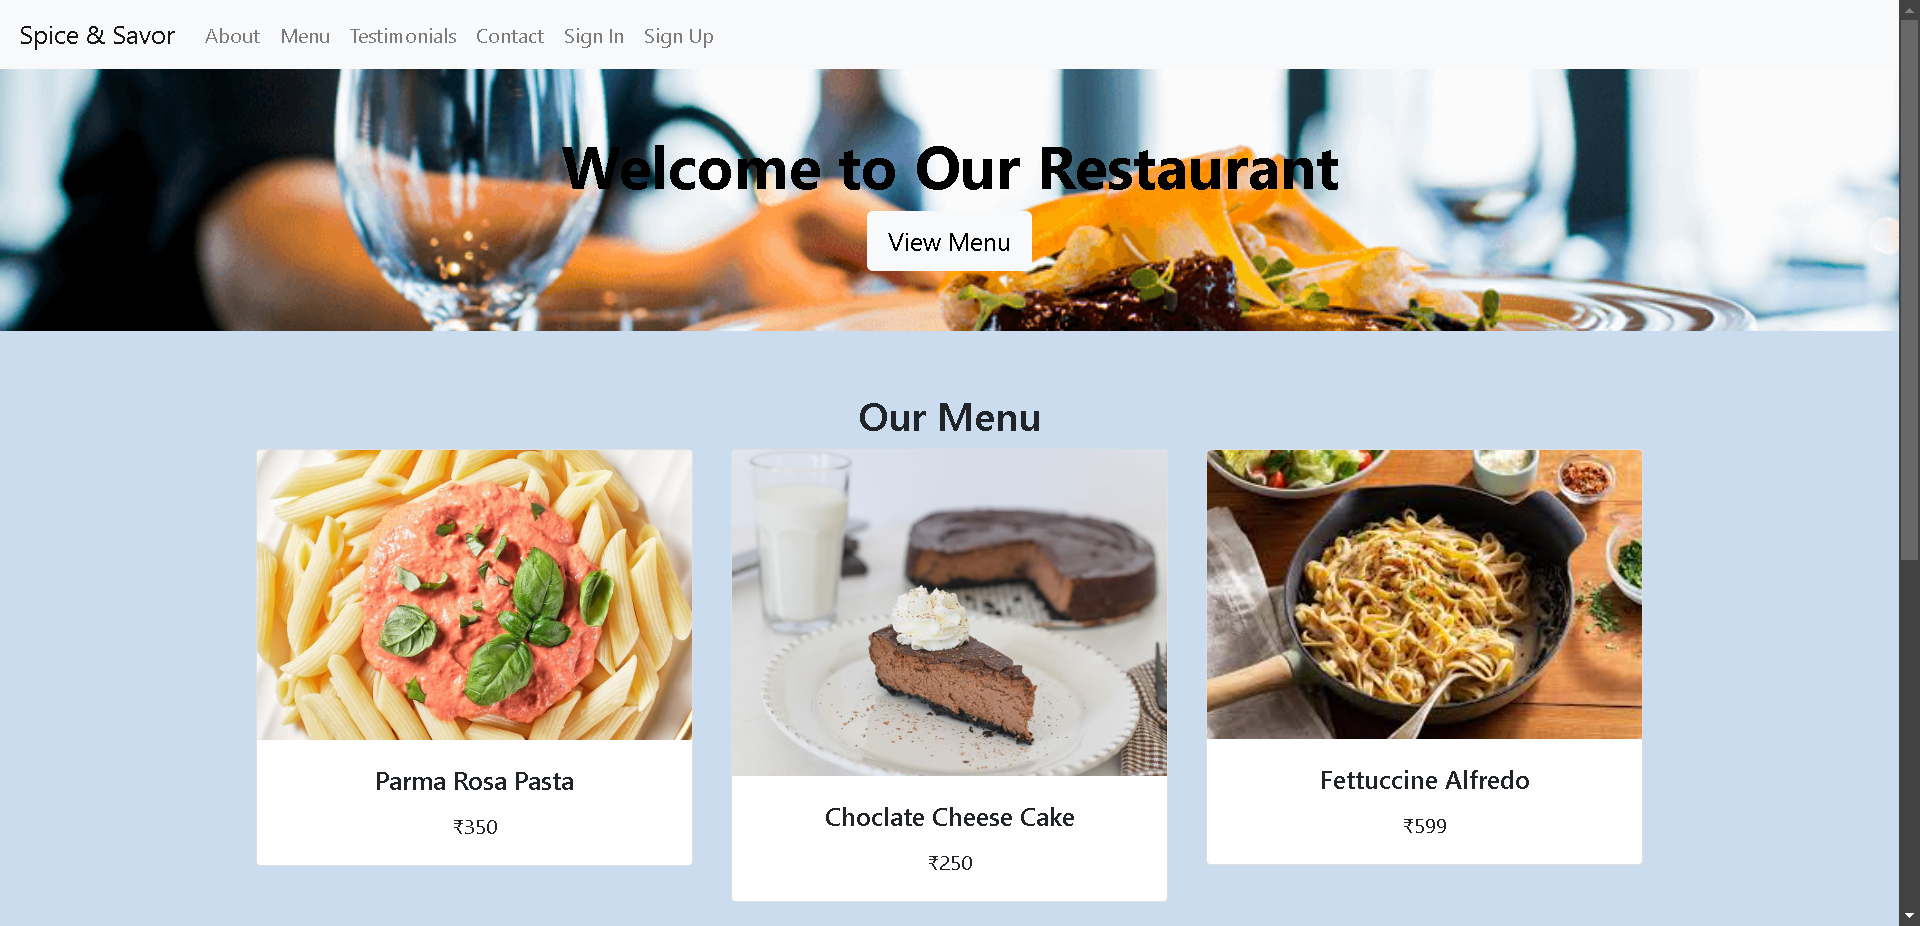 Spice & Savor About Menu Testimonials Contact Sign In Sign Up
Welcome to Our Restaurant
View Menu
Our Menu
Parma Rosa Pasta
₹350
Choclate Cheese Cake
₹250
Fettuccine Alfredo
₹599